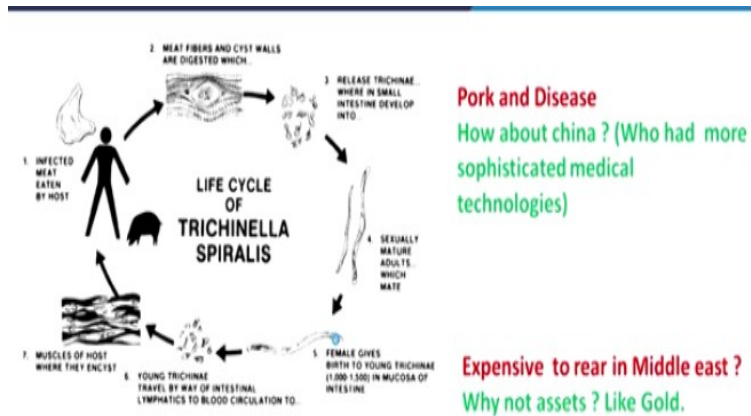 2 MEAT FIBERS AND CYST WALLS
ARE DIGESTED WHICH...
3 RELEASE TRICHINAE...
WHERE IN SMALL
INTESTINE DEVELOP
INTO...
1. INFECTED
MEAT
EATEN
BY HOST
LIFE CYCLE
OF
TRICHINELLA
SPIRALIS
4. SEXUALLY
MATURE
ADULTS...
WHICH
MATE
5. FEMALE GIVES
BIRTH TO YOUNG TRICHINAE
(1,000-1,500) IN MUCOSA OF
INTESTINE
6 YOUNG TRICHINAE
TRAVEL BY WAY OF INTESTINAL
LYMPHATICS TO BLOOD CIRCULATION TO...
7. MUSCLES OF HOST
WHERE THEY ENCYST
Pork and Disease
How about china ? (Who had more
sophisticated medical
technologies)
Expensive to rear in Middle east ?
Why not assets ? Like Gold.